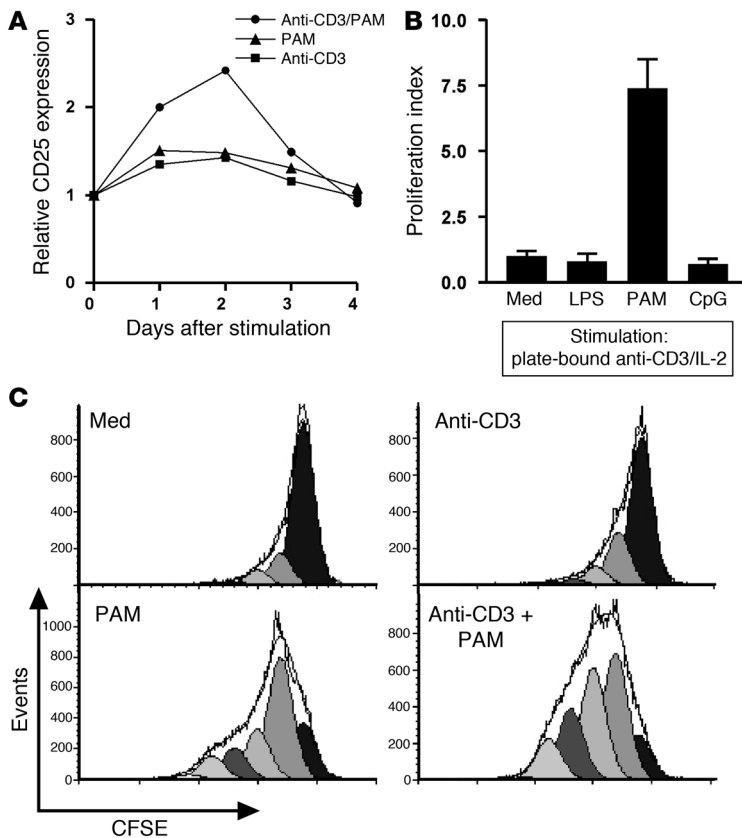 A
3
2
1
0
Relative CD25 expression
0 1 2 3 4
Days after stimulation
Anti-CD3/PAM
PAM
Anti-CD3
B
10.0
7.5
5.0
2.5
0.0
Proliferation index
Med LPS PAM CpG
Stimulation:
plate-bound anti-CD3/IL-2
C
Med
800
600
400
200
Anti-CD3
800
600
400
200
PAM
1000
800
600
400
200
0
Anti-CD3 +
PAM
800
600
400
200
0
Events
CFSE